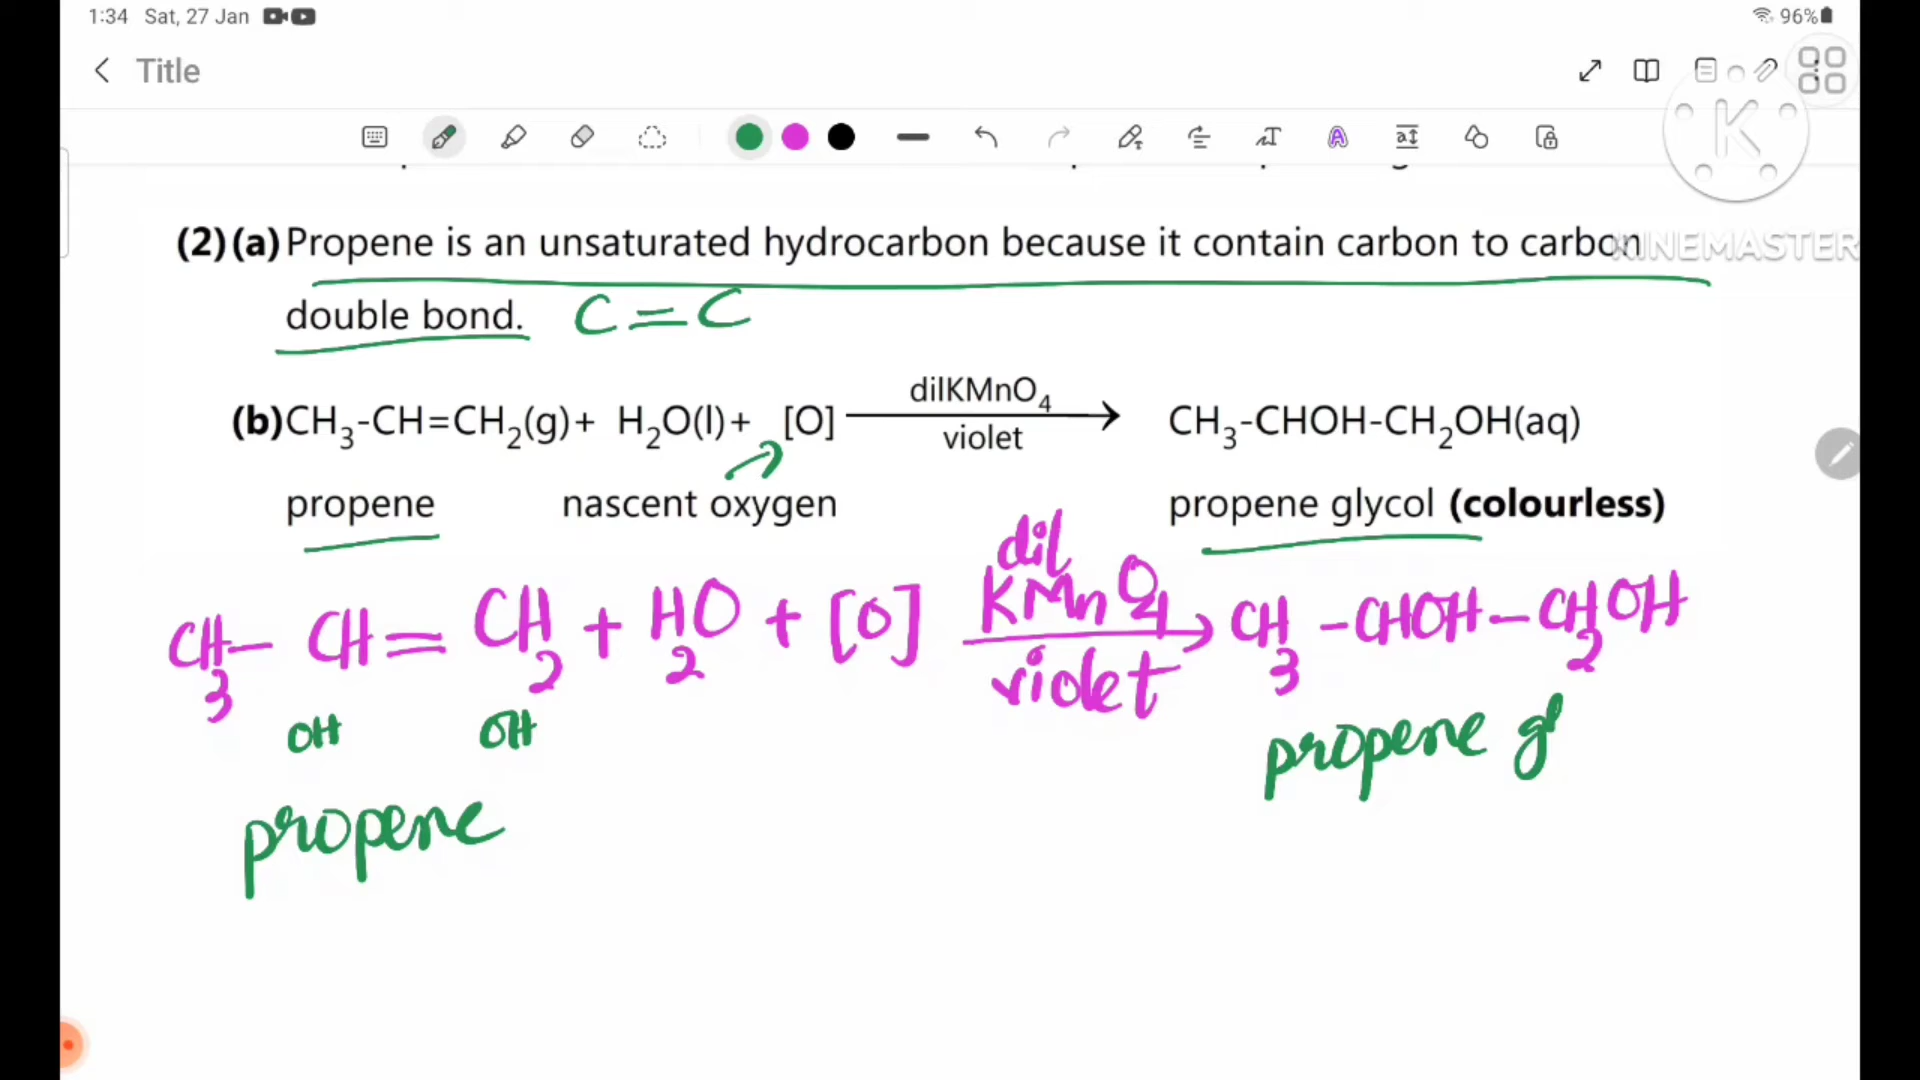 1:34 Sat, 27 Jan 96%
Title
KINEMASTER
(2)(a) Propene is an unsaturated hydrocarbon because it contain carbon to carbon
double bond. C=C
dilKMnO₄
(b)CH₃-CH=CH₂(g)+ H₂O(l)+ [O] CH₃-CHOH-CH₂OH(aq)
violet
propene nascent oxygen propene glycol (colourless)
dil
KMnO₄
CH₃- CH=CH₂ + H₂O + [O] → CH₃-CHOH-CH₂OH
violet
OH OH
propene gl
propene